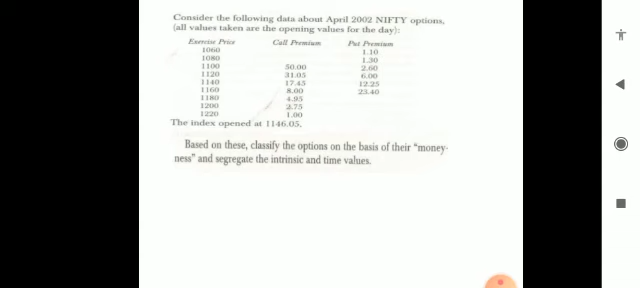 Consider the following data about April 2002 NIFTY options,
(all values taken are the opening values for the day):
Exercise Price Call Premium Put Premium
1060 1.10
1080 1.30
1100 50.00 2.60
1120 31.05 6.00
1140 17.45 12.25
1160 8.00 23.40
1180 4.95
1200 2.75
1220 1.00
The index opened at 1146.05.
Based on these, classify the options on the basis of their "money-
ness" and segregate the intrinsic and time values.